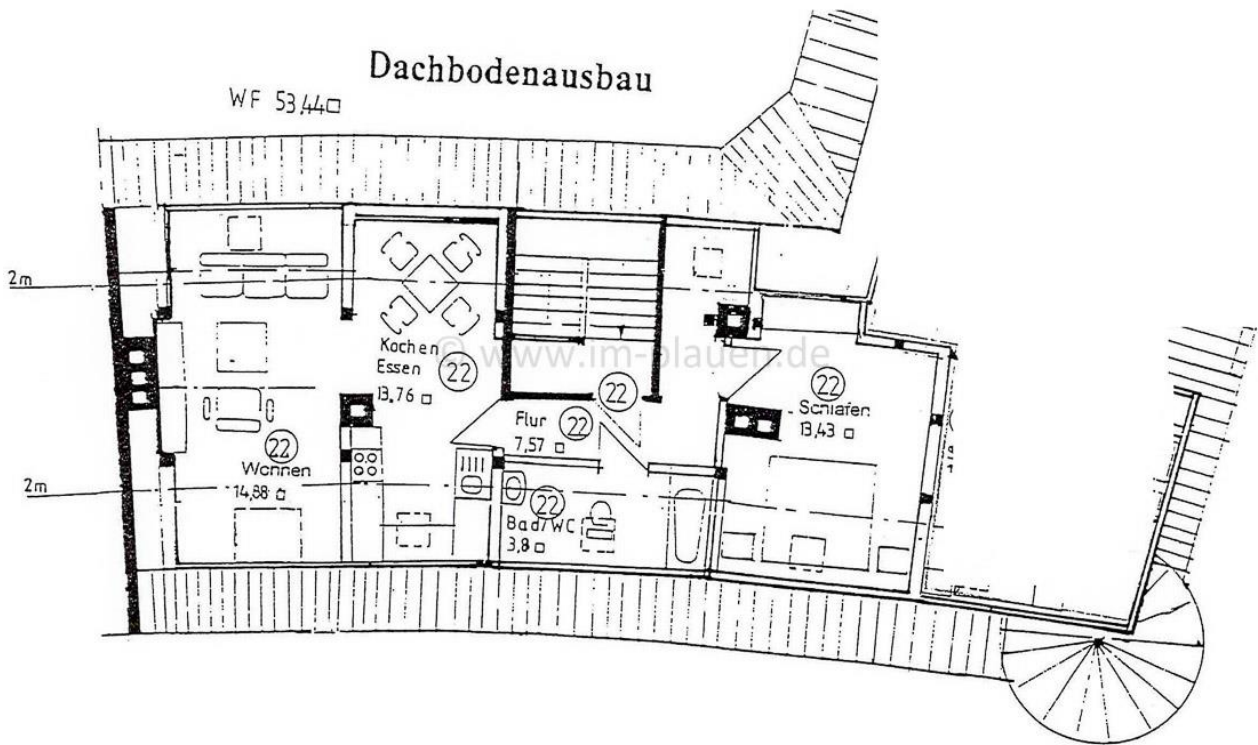 Dachbodenausbau
WF 53,44□
2m
Kochen
Essen
22
13,76 □
© www.im-plauen.de
22
22
Schlafen
13,43 □
Flur
22
7,57 □
22
Wohnen
14,88 □
2m
22
Bad/WC
3,8 □